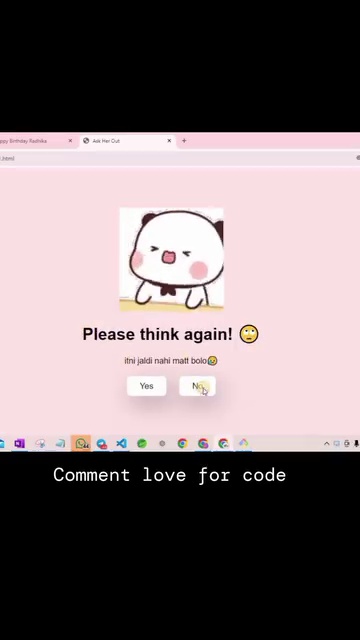 ppy Birthday Radhika
Ask Her Out
.html
Please think again! 🙄
itni jaldi nahi matt bolo🥹
Yes
No
Comment love for code